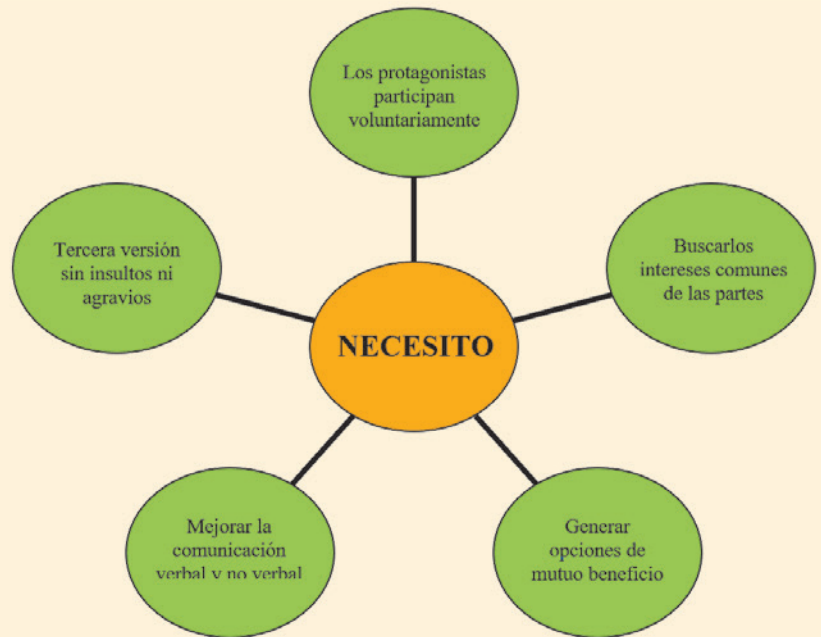 Los protagonistas
participan
voluntariamente
Tercera versión
sin insultos ni
agravios
Buscarlos
intereses comunes
de las partes
NECESITO
Mejorar la
comunicación
verbal y no verbal
Generar
opciones de
mutuo beneficio